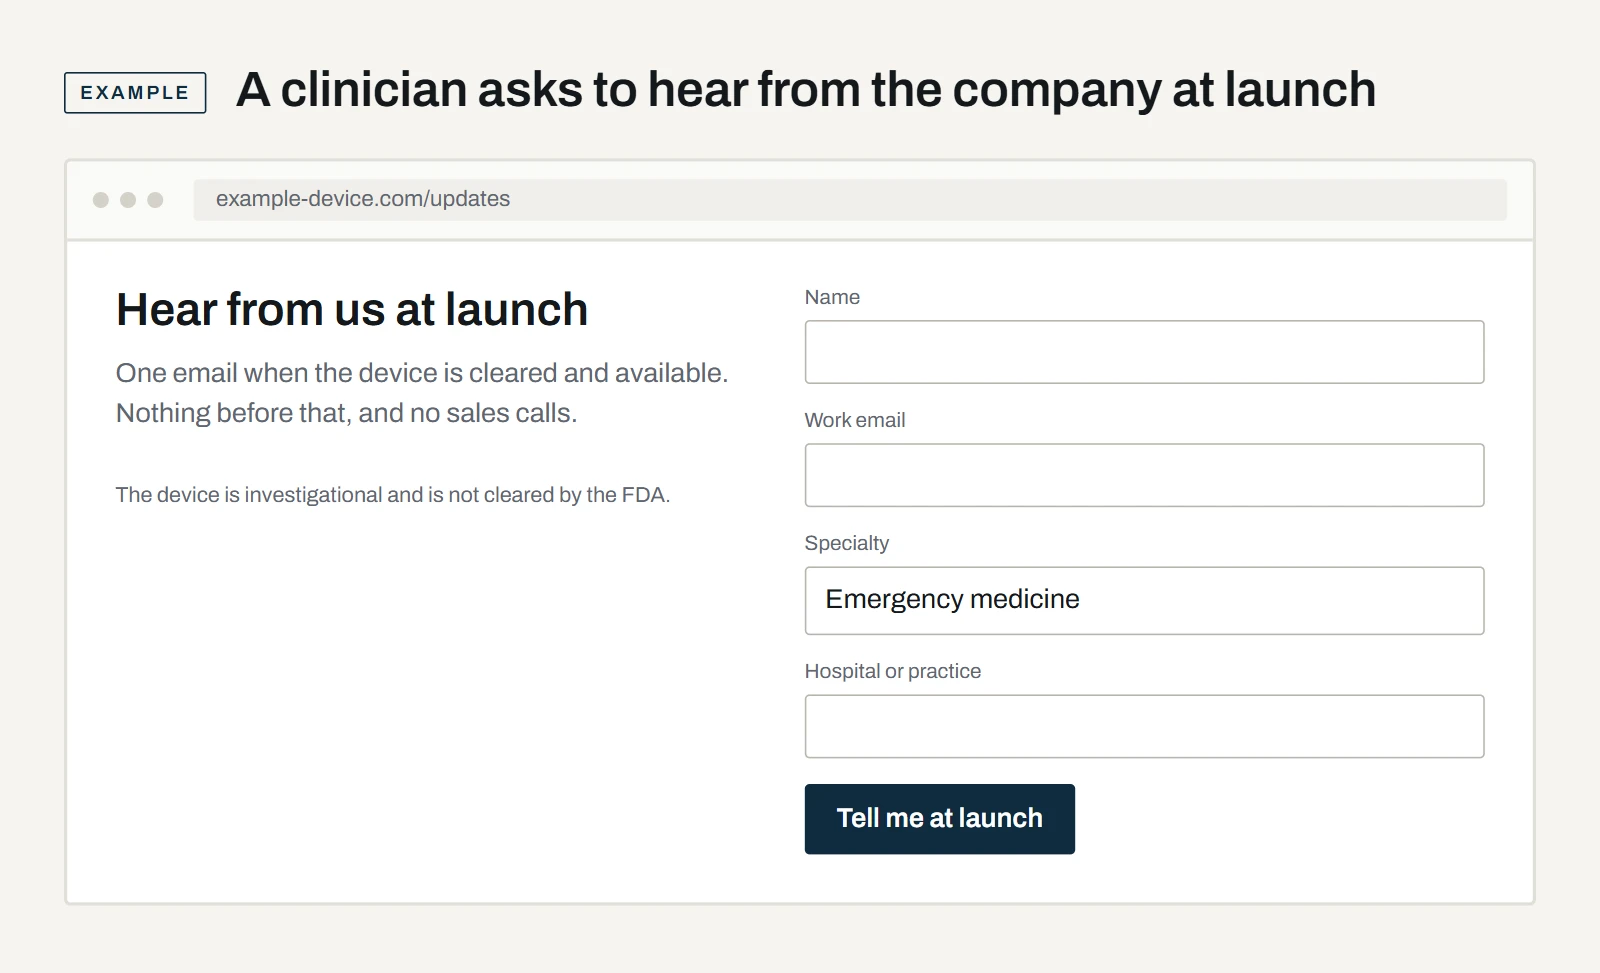 EXAMPLE
A clinician asks to hear from the company at launch
example-device.com/updates
Hear from us at launch
One email when the device is cleared and available.
Nothing before that, and no sales calls.
The device is investigational and is not cleared by the FDA.
Name
Work email
Specialty
Emergency medicine
Hospital or practice
Tell me at launch